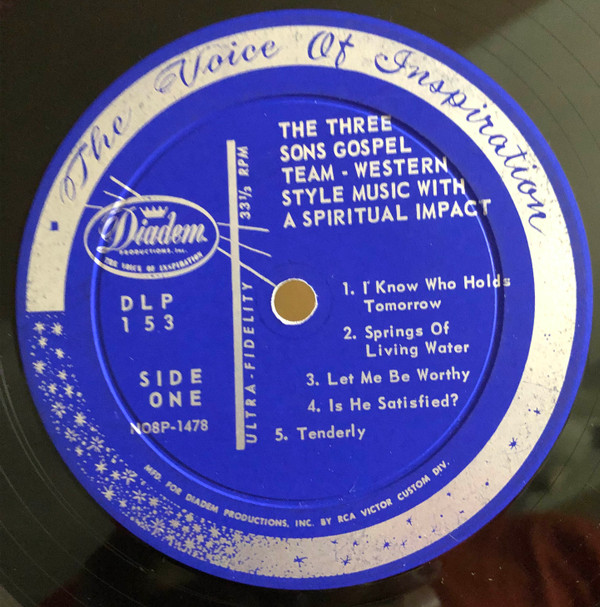 The Voice Of Inspiration
THE THREE
SONS GOSPEL
TEAM - WESTERN
STYLE MUSIC WITH
A SPIRITUAL IMPACT
33⅓ RPM
ULTRA-FIDELITY
Diadem
PRODUCTIONS, INC.
THE VOICE OF INSPIRATION
DLP
153
SIDE
ONE
NO8P-1478
1. I Know Who Holds
Tomorrow
2. Springs Of
Living Water
3. Let Me Be Worthy
4. Is He Satisfied?
5. Tenderly
MFD. FOR DIADEM PRODUCTIONS, INC. BY RCA VICTOR CUSTOM DIV.